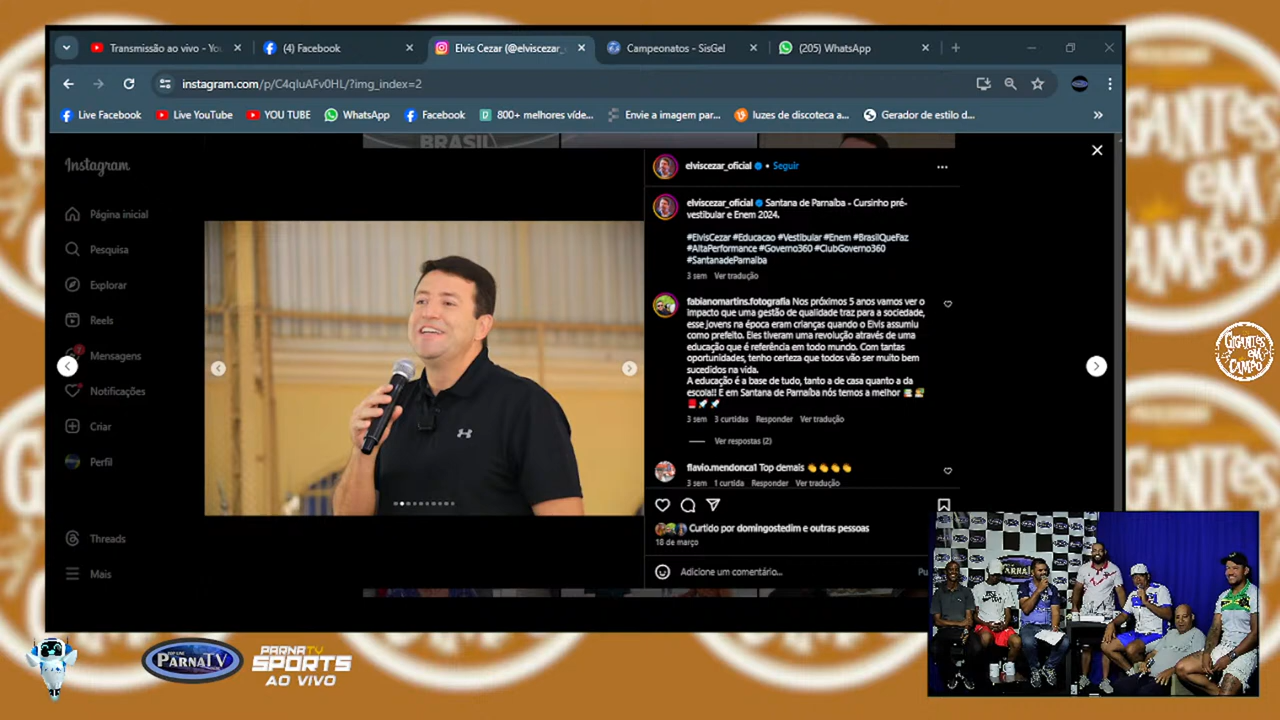 Transmissão ao vivo - You
(4) Facebook
Elvis Cezar (@elviscezar_
Campeonatos - SisGel
(205) WhatsApp
instagram.com/p/C4qluAFv0HL/?img_index=2
Live Facebook
Live YouTube
YOU TUBE
WhatsApp
Facebook
800+ melhores víde...
Envie a imagem par...
luzes de discoteca a...
Gerador de estilo d...
BRASIL
Instagram
Página inicial
Pesquisa
Explorar
Reels
Mensagens
Notificações
Criar
Perfil
Threads
Mais
elviscezar_oficial • Seguir
elviscezar_oficial Santana de Parnaíba - Cursinho pré-
vestibular e Enem 2024.
#ElvisCezar #Educacao #Vestibular #Enem #BrasilQueFaz
#AltaPerformance #Governo360 #ClubGoverno360
#SantanadeParnaiba
3 sem Ver tradução
fabianomartins.fotografia Nos próximos 5 anos vamos ver o
impacto que uma gestão de qualidade traz para a sociedade,
esse jovens na época eram crianças quando o Elvis assumiu
como prefeito. Eles tiveram uma revolução através de uma
educação que é referência em todo mundo. Com tantas
oportunidades, tenho certeza que todos vão ser muito bem
sucedidos na vida.
A educação é a base de tudo, tanto a de casa quanto a da
escola!! E em Santana de Parnaíba nós temos a melhor
3 sem 3 curtidas Responder Ver tradução
Ver respostas (2)
flavio.mendonca1 Top demais 👏👏👏👏
3 sem 1 curtida Responder Ver tradução
Curtido por domingostedim e outras pessoas
18 de março
Adicione um comentário...
Pu
GIGANTES
EM
CAMPO
PARNATV
PARNATV
SPORTS
AO VIVO